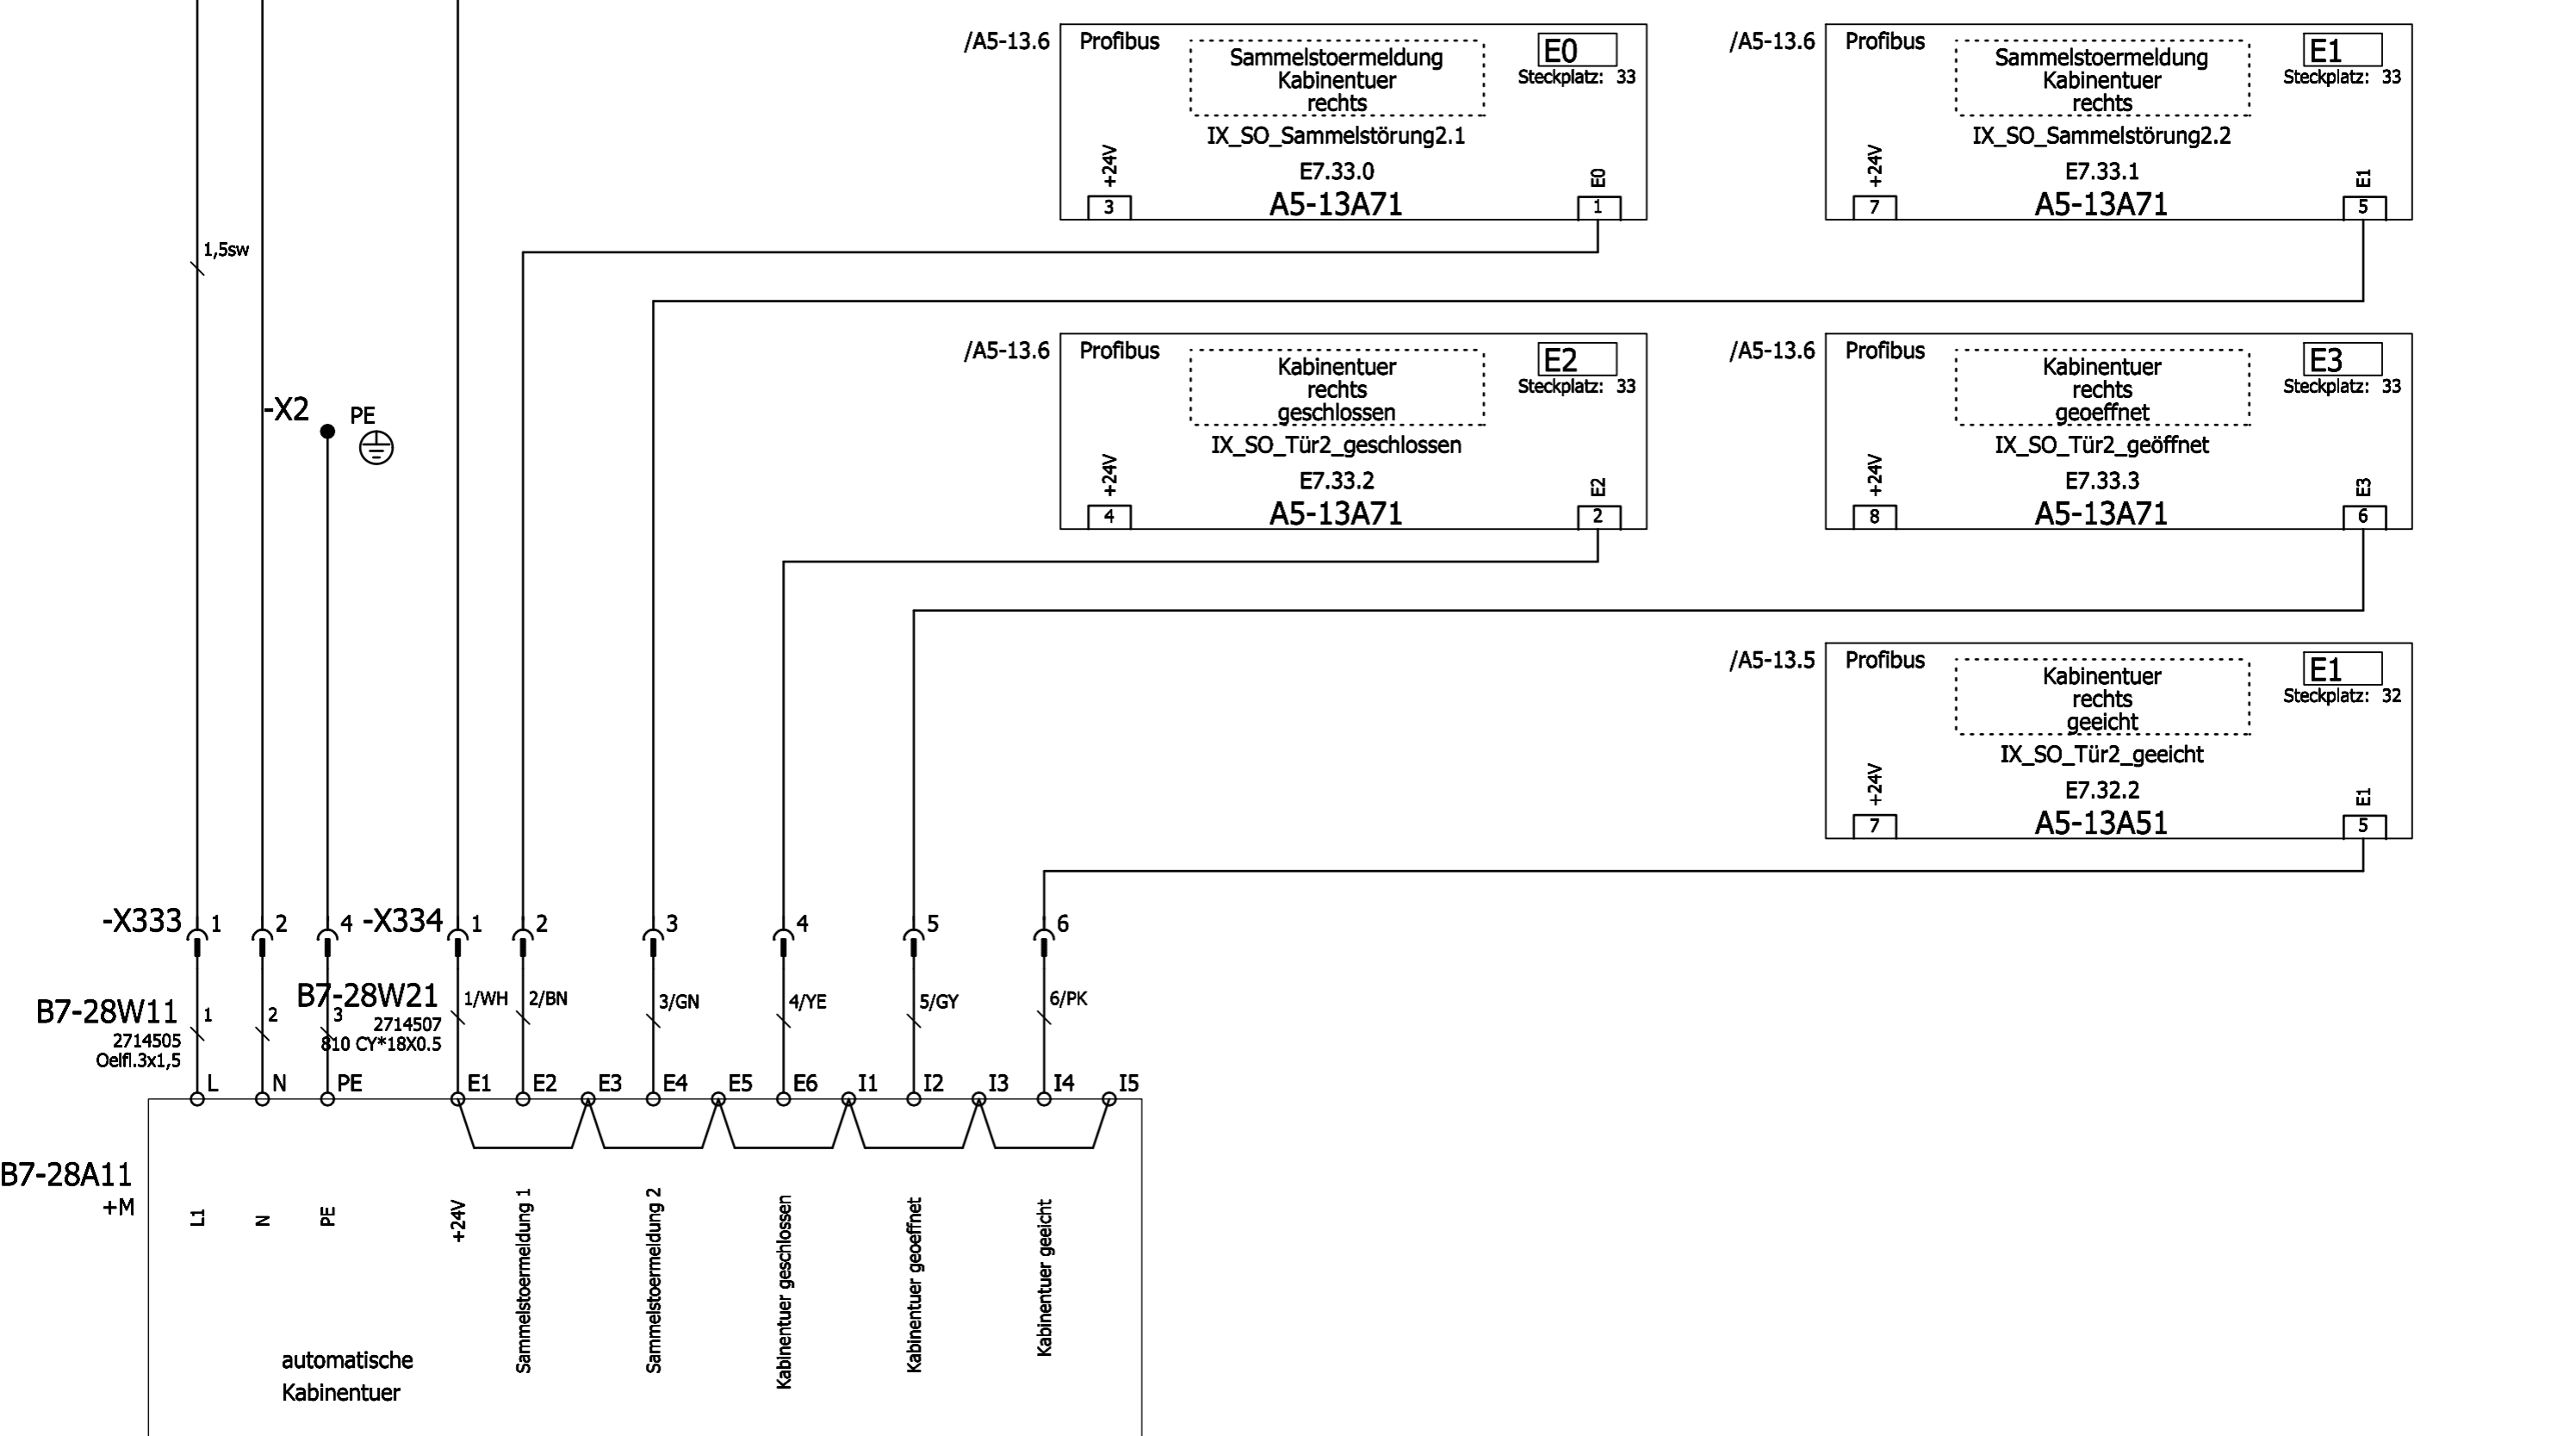 /A5-13.6 Profibus
Sammelstoermeldung
Kabinentuer
rechts
E0
Steckplatz: 33
IX_SO_Sammelstörung2.1
E7.33.0
A5-13A71
+24V
3
E0
1
/A5-13.6 Profibus
Sammelstoermeldung
Kabinentuer
rechts
E1
Steckplatz: 33
IX_SO_Sammelstörung2.2
E7.33.1
A5-13A71
+24V
7
E1
5
1,5sw
/A5-13.6 Profibus
Kabinentuer
rechts
geschlossen
E2
Steckplatz: 33
IX_SO_Tür2_geschlossen
E7.33.2
A5-13A71
+24V
4
E2
2
/A5-13.6 Profibus
Kabinentuer
rechts
geoeffnet
E3
Steckplatz: 33
IX_SO_Tür2_geöffnet
E7.33.3
A5-13A71
+24V
8
E3
6
-X2 PE
/A5-13.5 Profibus
Kabinentuer
rechts
geeicht
E1
Steckplatz: 32
IX_SO_Tür2_geeicht
E7.32.2
A5-13A51
+24V
7
E1
5
-X333 1 2 4 -X334 1 2 3 4 5 6
B7-28W11 1 2 3
2714505
Oelfl.3x1,5
B7-28W21 1/WH 2/BN 3/GN 4/YE 5/GY 6/PK
2714507
810 CY*18X0.5
L N PE E1 E2 E3 E4 E5 E6 I1 I2 I3 I4 I5
B7-28A11
+M
L1
N
PE
+24V
Sammelstoermeldung 1
Sammelstoermeldung 2
Kabinentuer geschlossen
Kabinentuer geoeffnet
Kabinentuer geeicht
automatische
Kabinentuer